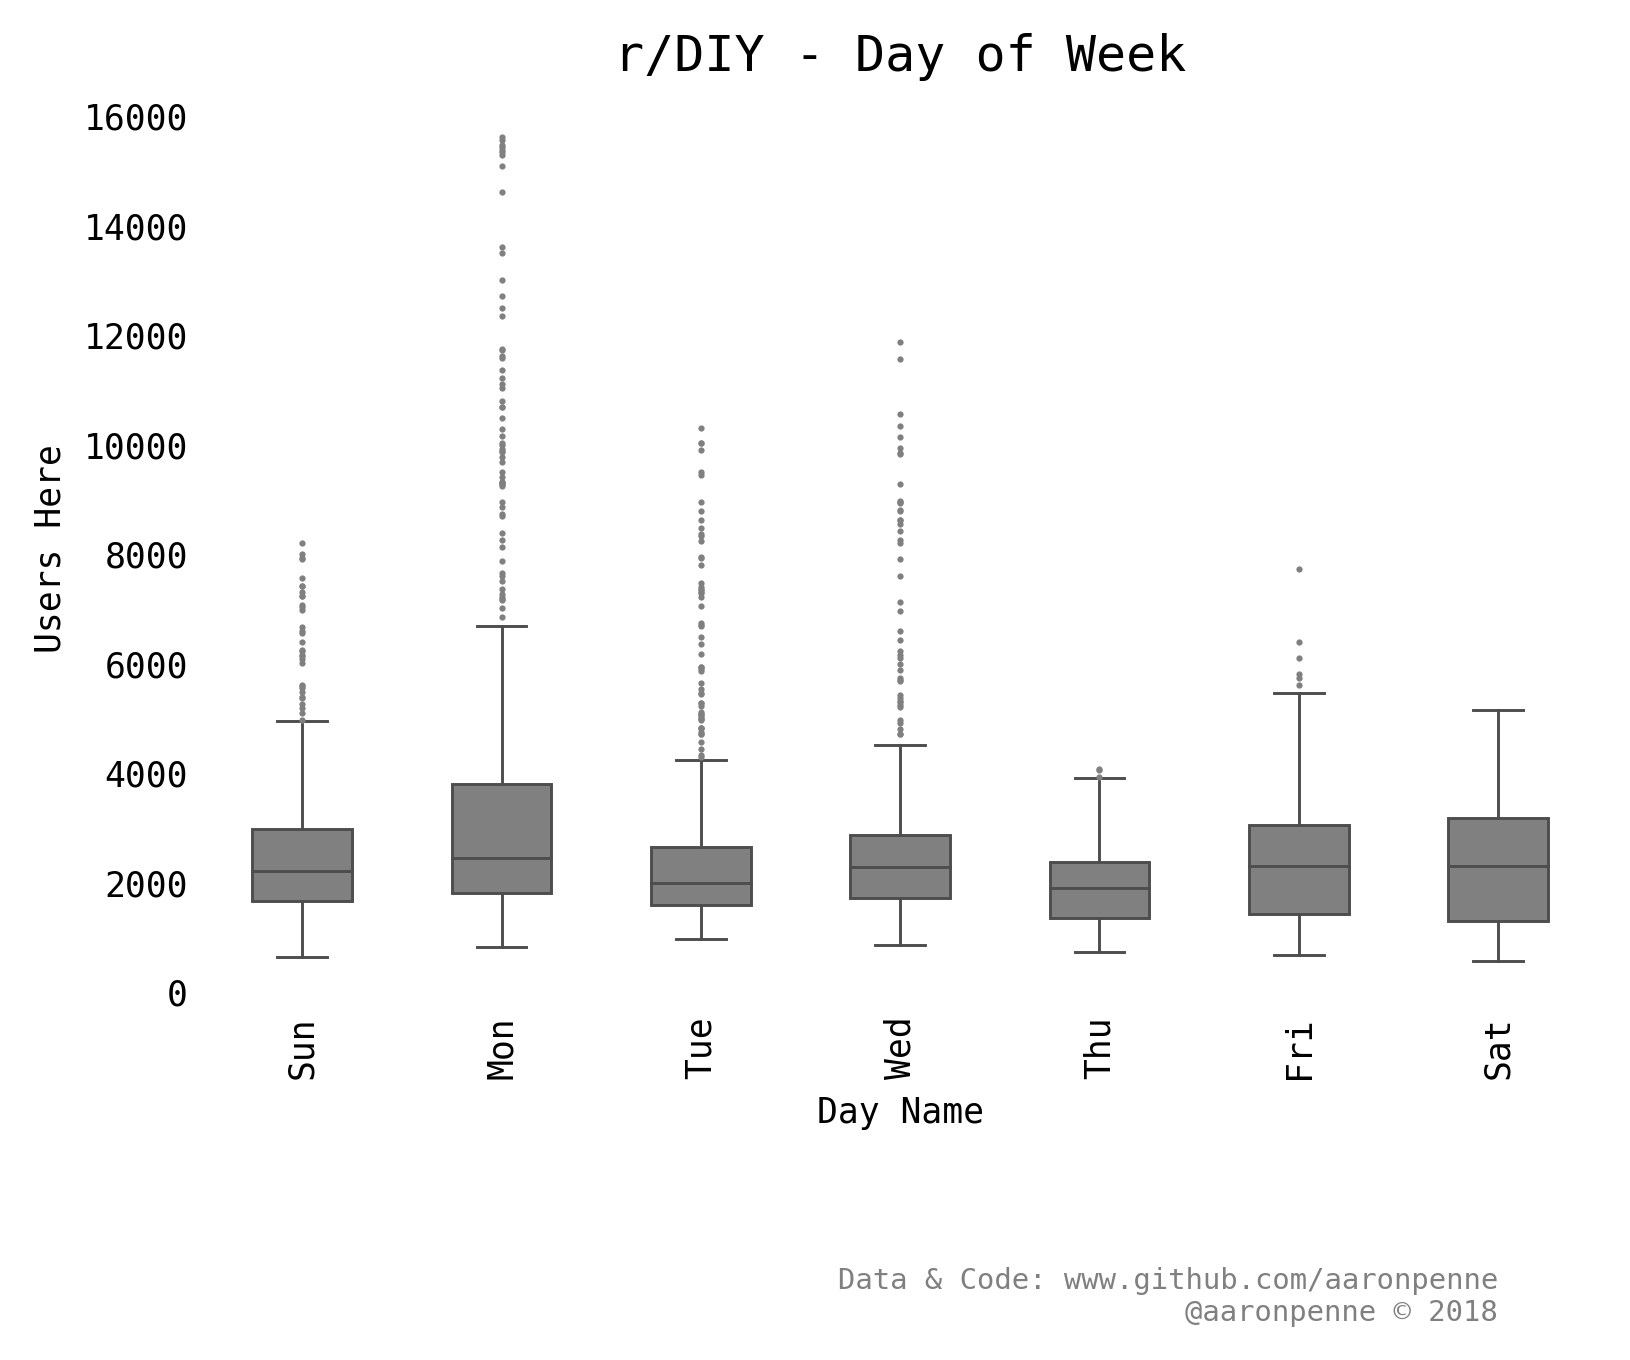 r/DIY - Day of Week
16000
14000
12000
10000
8000
6000
4000
2000
0
Users Here
Sun
Mon
Tue
Wed
Thu
Fri
Sat
Day Name
Data & Code: www.github.com/aaronpenne
@aaronpenne © 2018